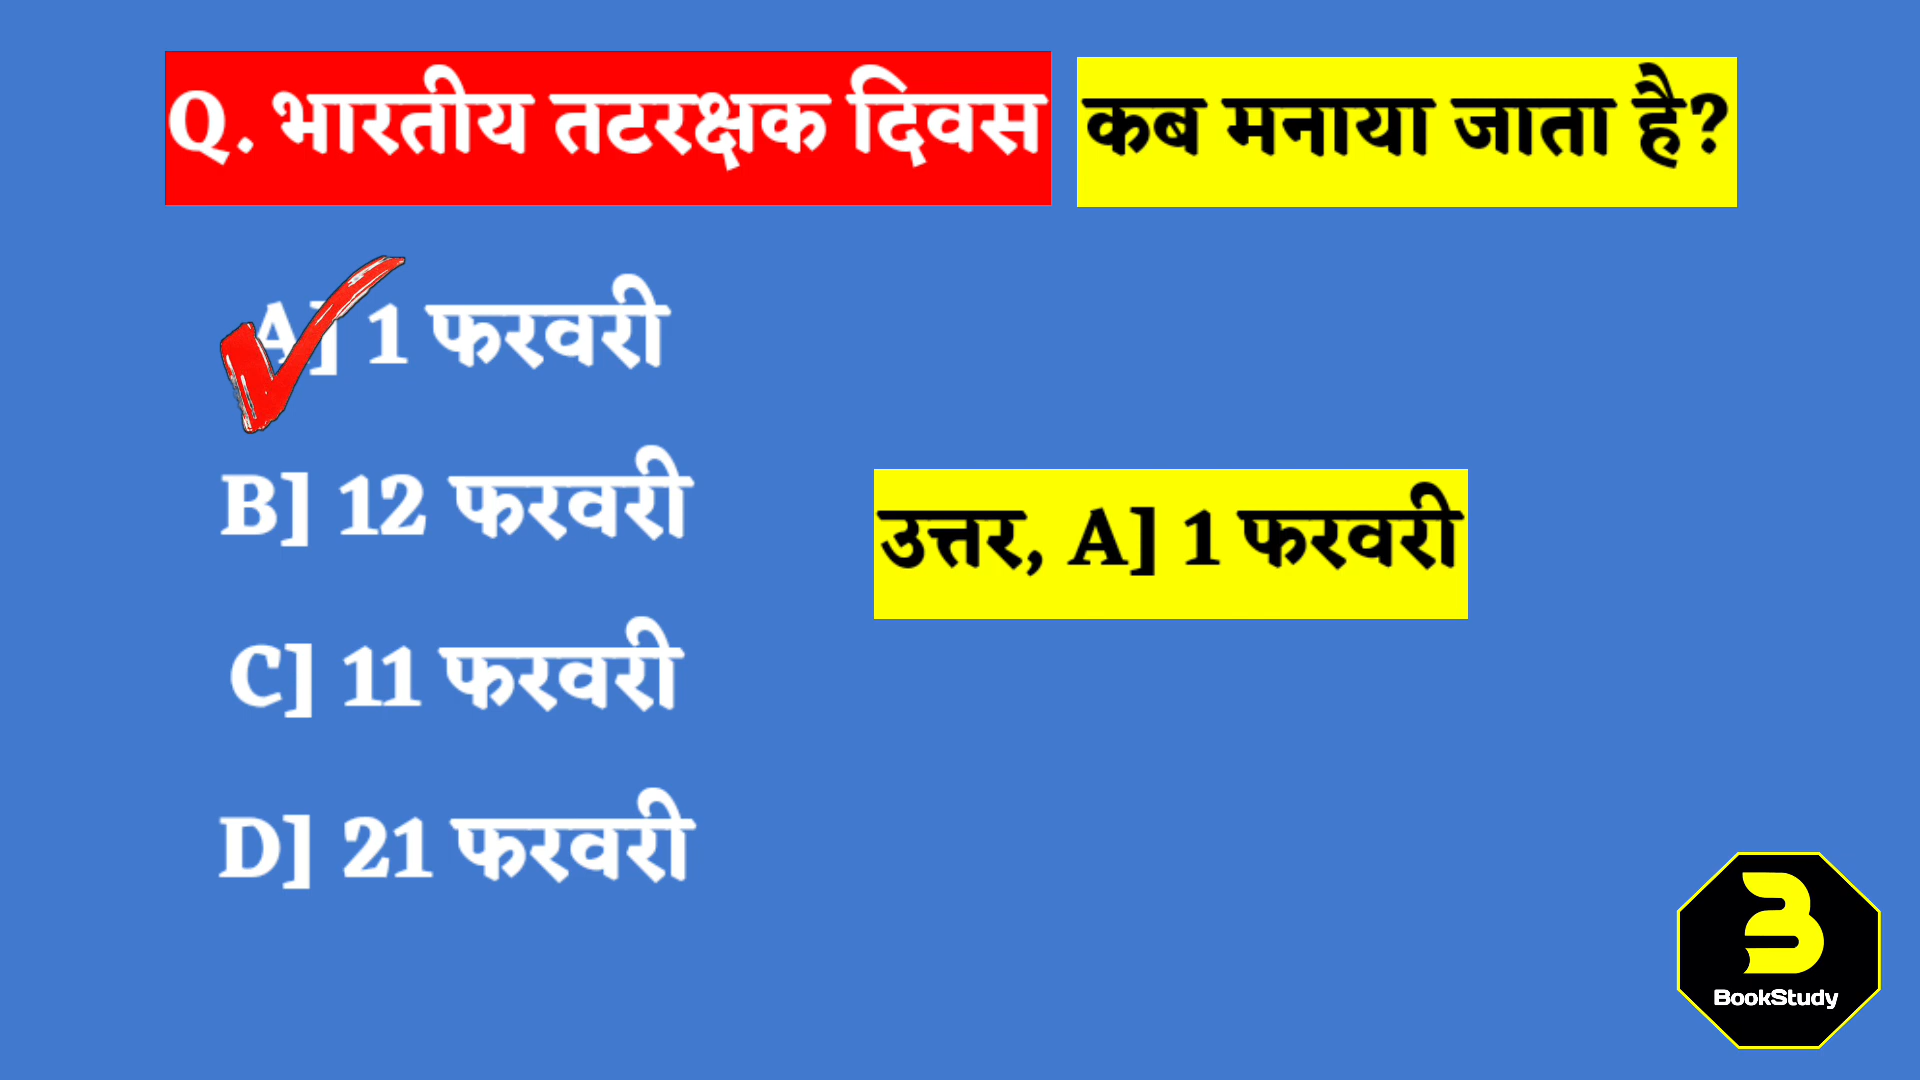 Q. भारतीय तटरक्षक दिवस कब मनाया जाता है?
A] 1 फरवरी
B] 12 फरवरी
उत्तर, A] 1 फरवरी
C] 11 फरवरी
D] 21 फरवरी
BookStudy